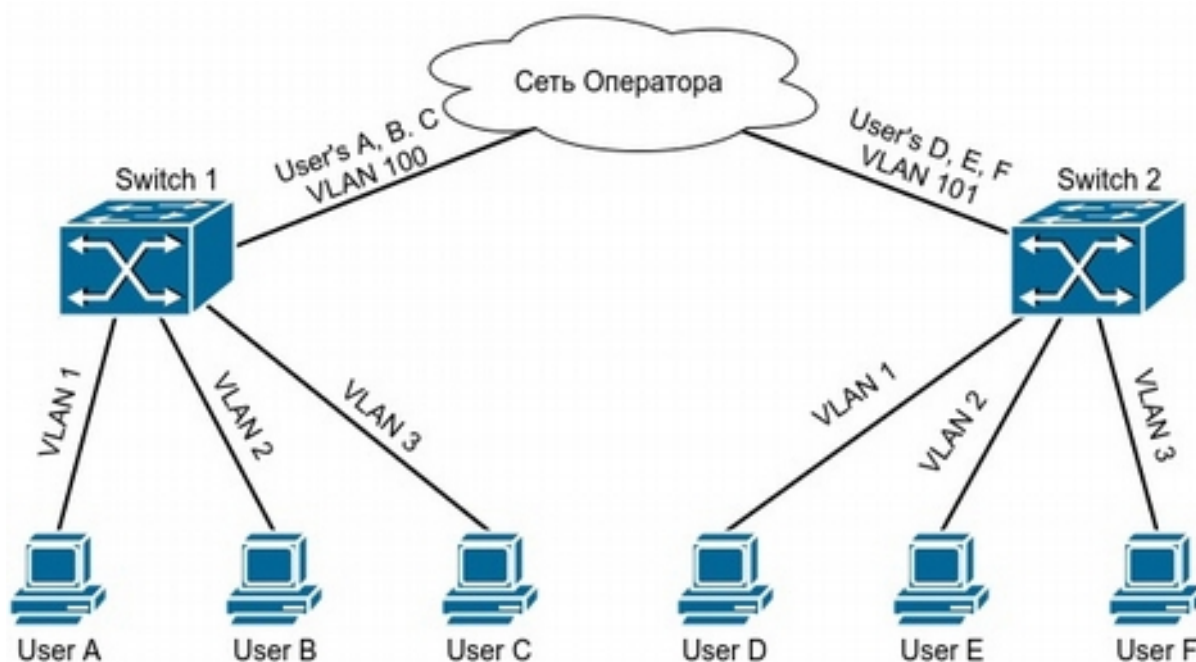 Сеть Оператора
User's A, B. C
VLAN 100
User's D, E, F
VLAN 101
Switch 1
Switch 2
VLAN 1
VLAN 2
VLAN 3
VLAN 1
VLAN 2
VLAN 3
User A
User B
User C
User D
User E
User F